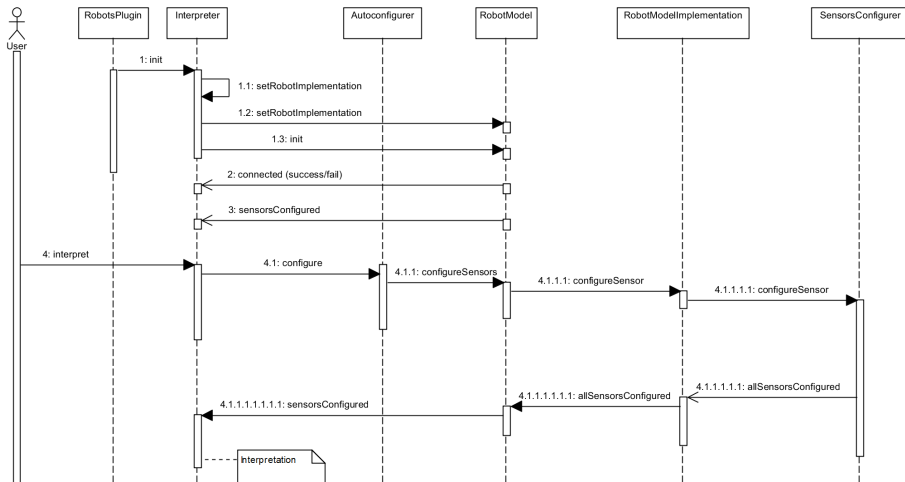 RobotsPlugin
Interpreter
Autoconfigurer
RobotModel
RobotModelImplementation
SensorsConfigurer
User
1: init
1.1: setRobotImplementation
1.2: setRobotImplementation
1.3: init
2: connected (success/fail)
3: sensorsConfigured
4: interpret
4.1: configure
4.1.1: configureSensors
4.1.1.1: configureSensor
4.1.1.1.1: configureSensor
4.1.1.1.1.1: allSensorsConfigured
4.1.1.1.1.1.1: allSensorsConfigured
4.1.1.1.1.1.1.1: sensorsConfigured
Interpretation